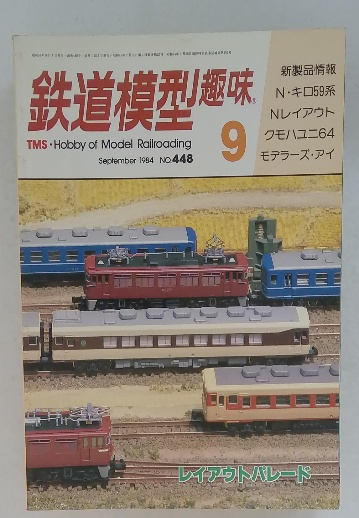 鉄道模型趣味
TMS・Hobby of Model Railroading
September 1984 NO.448
9
新製品情報
N・キロ59系
Nレイアウト
クモハユニ64
モデラーズ・アイ
レイアウトパレード